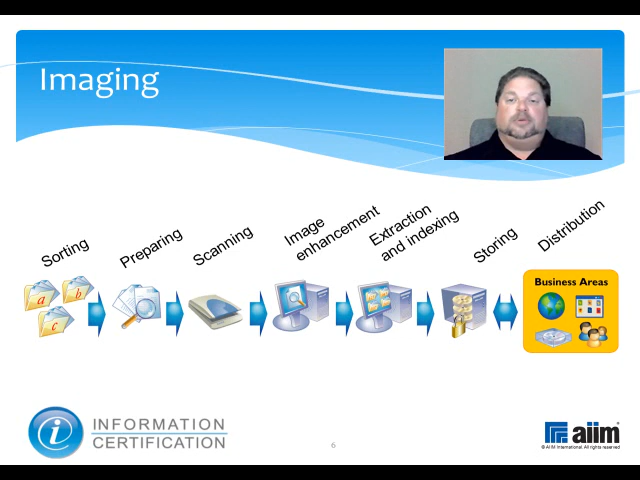 Imaging
Sorting
Preparing
Scanning
Image
enhancement
Extraction
and indexing
Storing
Distribution
a
b
c
Business Areas
i
INFORMATION
CERTIFICATION
6
aiim
© AIIM International. All rights reserved